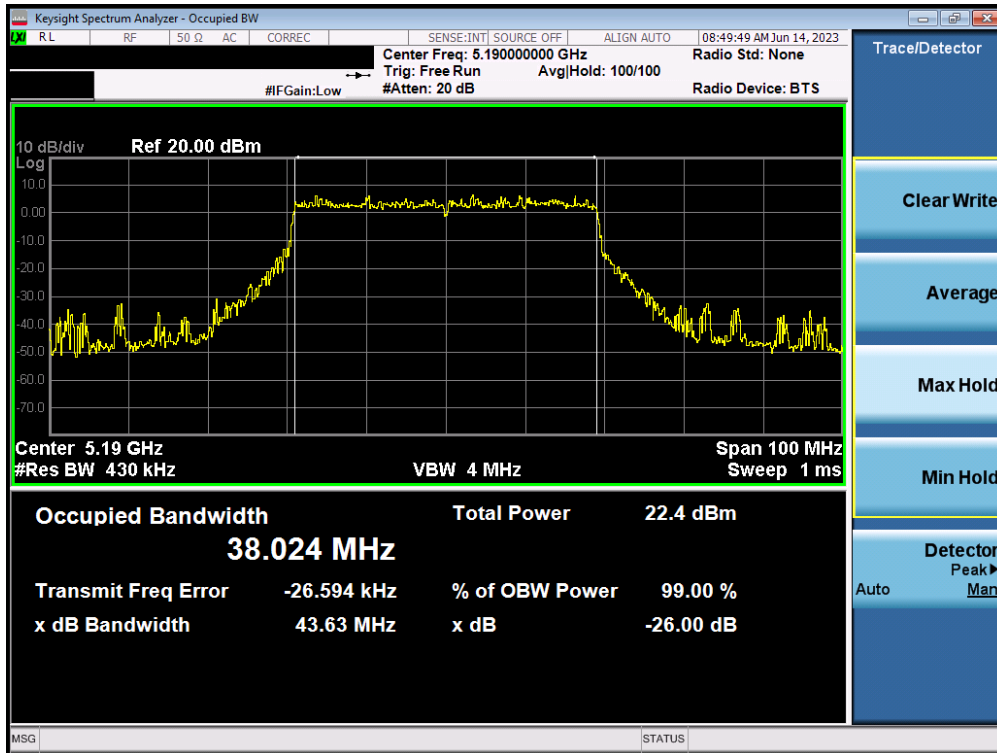 Keysight Spectrum Analyzer - Occupied BW
LXI RL RF 50 Ω AC CORREC SENSE:INT SOURCE OFF ALIGN AUTO 08:49:49 AM Jun 14, 2023
Center Freq: 5.190000000 GHz Radio Std: None
Trig: Free Run Avg|Hold: 100/100
#IFGain:Low #Atten: 20 dB Radio Device: BTS
10 dB/div Ref 20.00 dBm
Log
10.0
0.00
-10.0
-20.0
-30.0
-40.0
-50.0
-60.0
-70.0
Center 5.19 GHz Span 100 MHz
#Res BW 430 kHz VBW 4 MHz Sweep 1 ms
Occupied Bandwidth Total Power 22.4 dBm
38.024 MHz
Transmit Freq Error -26.594 kHz % of OBW Power 99.00 %
x dB Bandwidth 43.63 MHz x dB -26.00 dB
MSG STATUS
Trace/Detector
Clear Write
Average
Max Hold
Min Hold
Detector
Peak▶
Auto Man